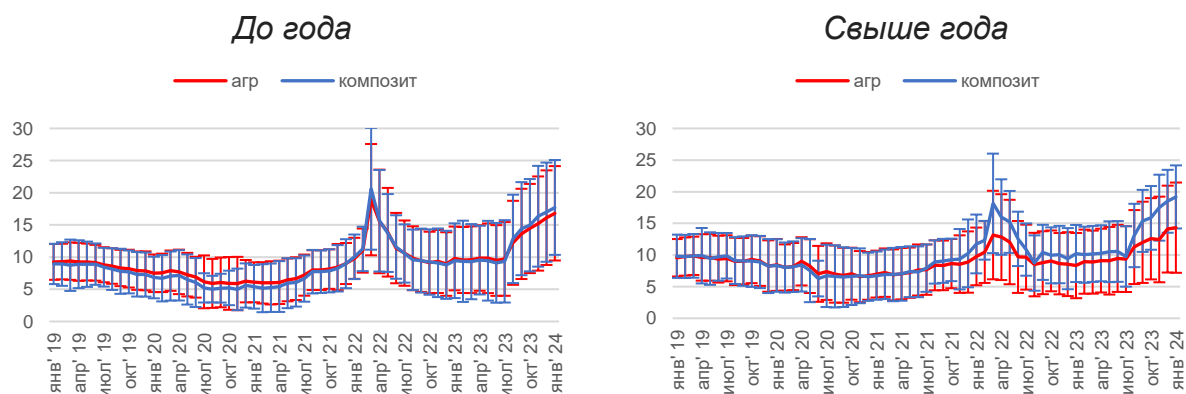 До года
Свыше года
агр
композит
агр
композит
30
25
20
15
10
5
0
30
25
20
15
10
5
0
янв' 19
апр' 19
июл' 19
окт' 19
янв' 20
апр' 20
июл' 20
окт' 20
янв' 21
апр' 21
июл' 21
окт' 21
янв' 22
апр' 22
июл' 22
окт' 22
янв' 23
апр' 23
июл' 23
окт' 23
янв' 24
янв' 19
апр' 19
июл' 19
окт' 19
янв' 20
апр' 20
июл' 20
окт' 20
янв' 21
апр' 21
июл' 21
окт' 21
янв' 22
апр' 22
июл' 22
окт' 22
янв' 23
апр' 23
июл' 23
окт' 23
янв' 24